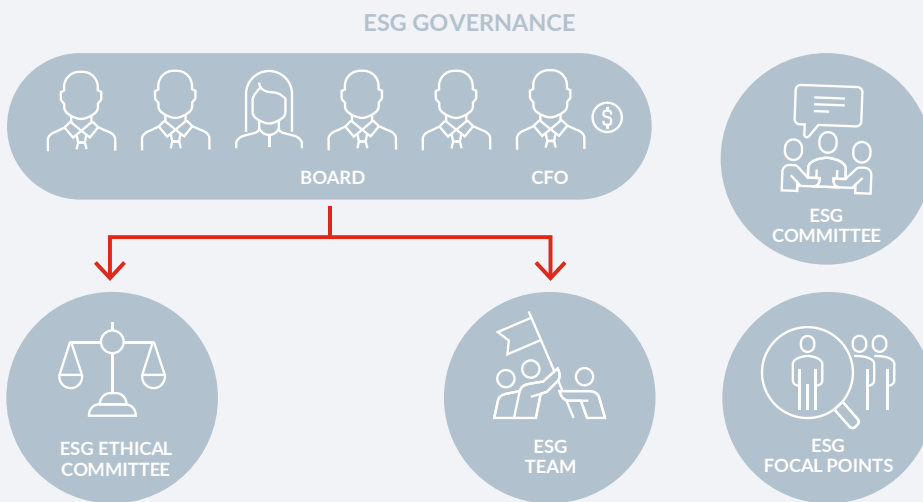 ESG GOVERNANCE
$
BOARD
CFO
ESG
COMMITTEE
ESG ETHICAL
COMMITTEE
ESG
TEAM
ESG
FOCAL POINTS